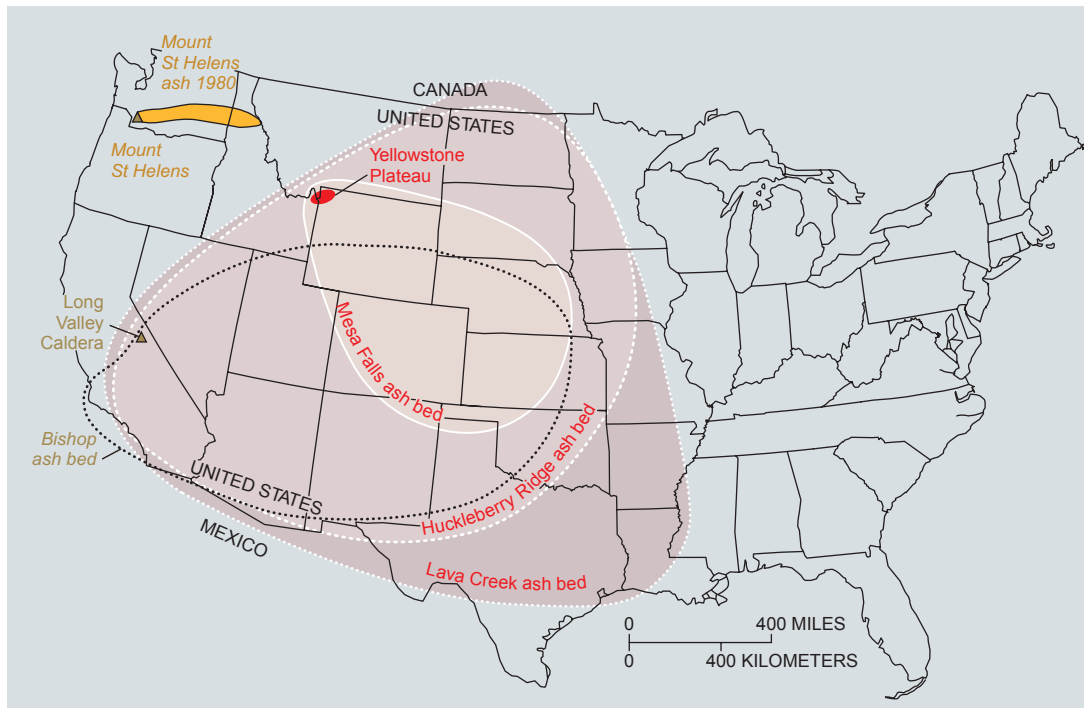 Mount
St Helens
ash 1980
CANADA
UNITED STATES
Mount
St Helens
Yellowstone
Plateau
Long
Valley
Caldera
Mesa Falls ash bed
Bishop
ash bed
UNITED STATES
Huckleberry Ridge ash bed
MEXICO
Lava Creek ash bed
0 400 MILES
0 400 KILOMETERS